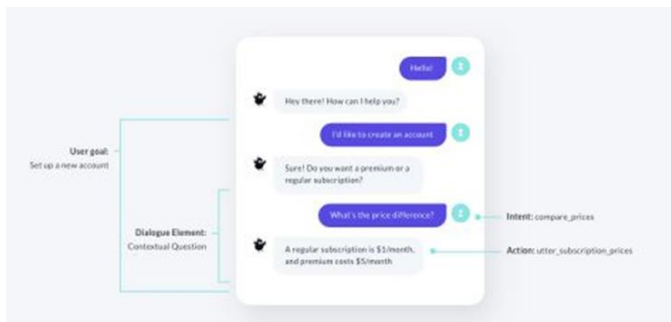 Hello!
Hey there! How can I help you?
I'd like to create an account
User goal:
Set up a new account
Sure! Do you want a premium or a
regular subscription?
What's the price difference?
Intent: compare_prices
Dialogue Element:
Contextual Question
A regular subscription is $1/month,
and premium costs $5/month
Action: utter_subscription_prices